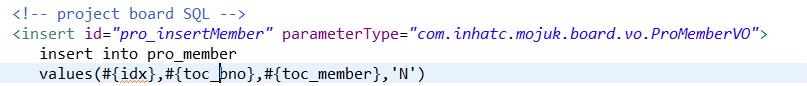 <!-- project board SQL -->
<insert id="pro_insertMember" parameterType="com.inhatc.mojuk.board.vo.ProMemberVO">
insert into pro_member
values(#{idx},#{toc_bno},#{toc_member},'N')